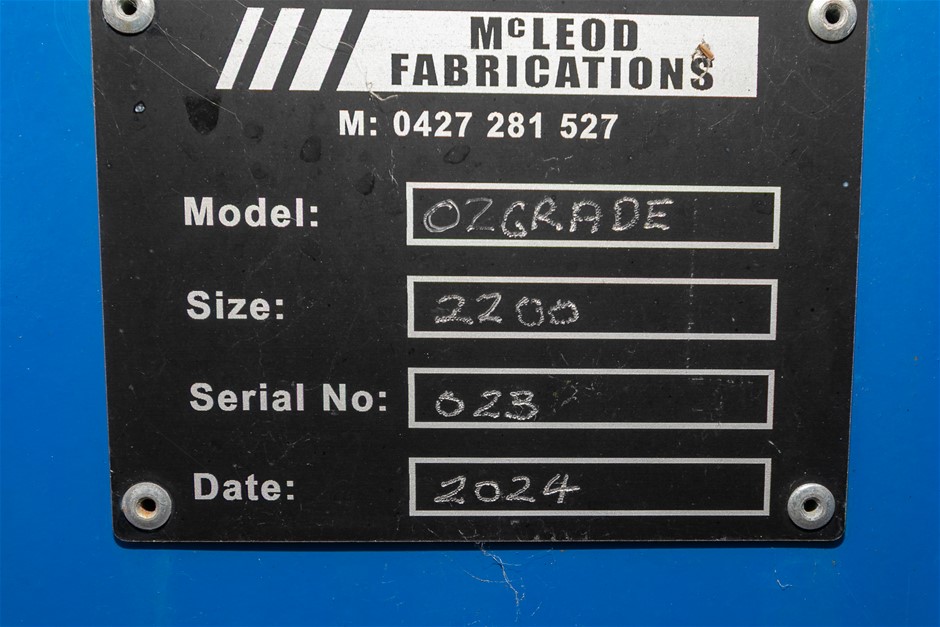 McLEOD
FABRICATIONS
M: 0427 281 527
Model: OZGRADE
Size: 2200
Serial No: 023
Date: 2024